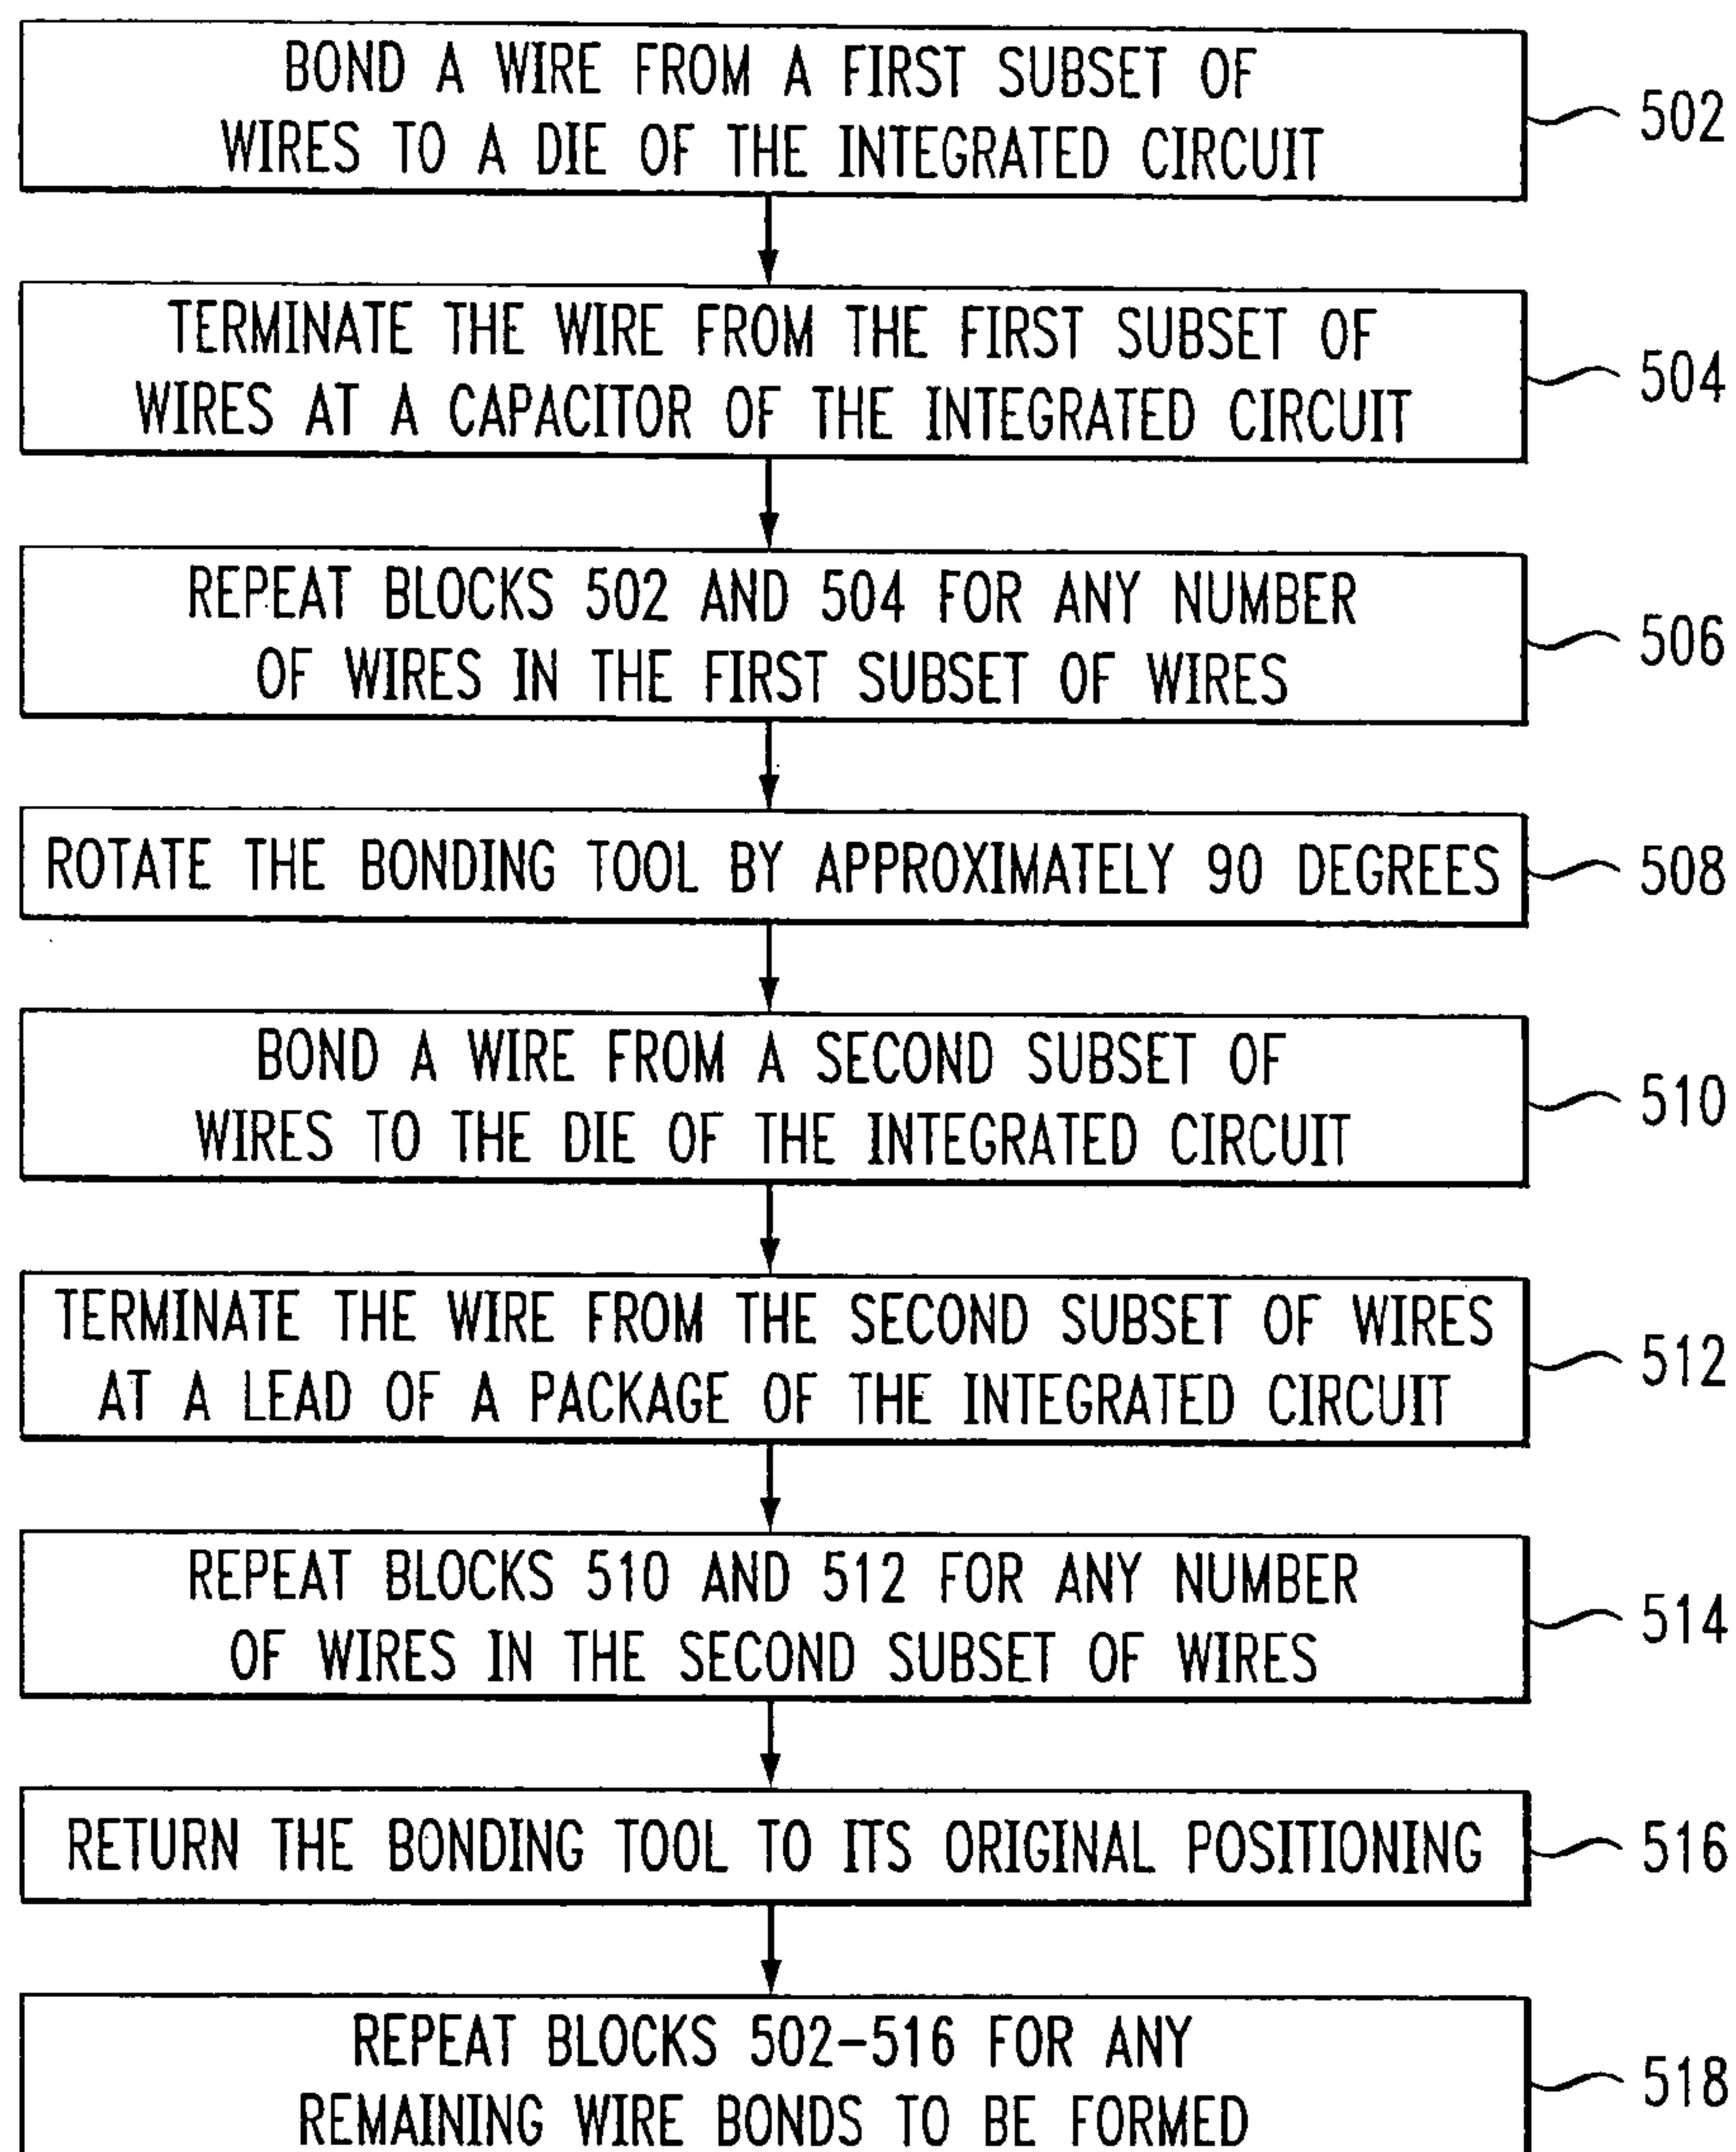 BOND A WIRE FROM A FIRST SUBSET OF
WIRES TO A DIE OF THE INTEGRATED CIRCUIT
502
TERMINATE THE WIRE FROM THE FIRST SUBSET OF
WIRES AT A CAPACITOR OF THE INTEGRATED CIRCUIT
504
REPEAT BLOCKS 502 AND 504 FOR ANY NUMBER
OF WIRES IN THE FIRST SUBSET OF WIRES
506
ROTATE THE BONDING TOOL BY APPROXIMATELY 90 DEGREES
508
BOND A WIRE FROM A SECOND SUBSET OF
WIRES TO THE DIE OF THE INTEGRATED CIRCUIT
510
TERMINATE THE WIRE FROM THE SECOND SUBSET OF WIRES
AT A LEAD OF A PACKAGE OF THE INTEGRATED CIRCUIT
512
REPEAT BLOCKS 510 AND 512 FOR ANY NUMBER
OF WIRES IN THE SECOND SUBSET OF WIRES
514
RETURN THE BONDING TOOL TO ITS ORIGINAL POSITIONING
516
REPEAT BLOCKS 502-516 FOR ANY
REMAINING WIRE BONDS TO BE FORMED
518